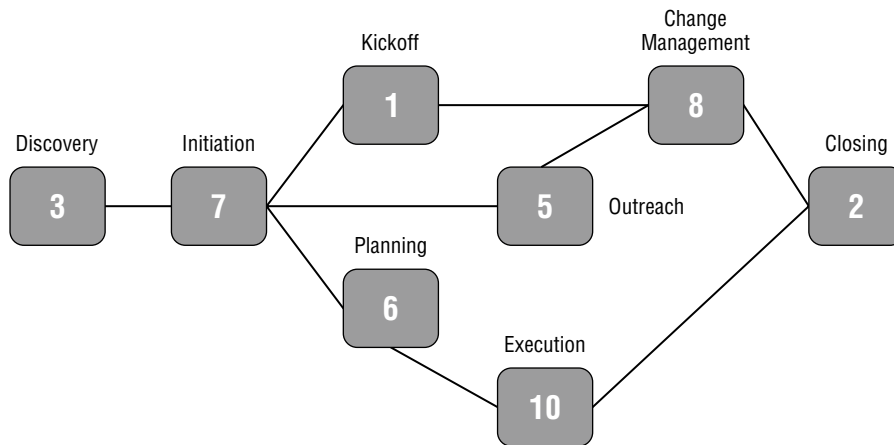 Kickoff
1
Change
Management
8
Discovery
3
Initiation
7
5
Outreach
Closing
2
Planning
6
Execution
10